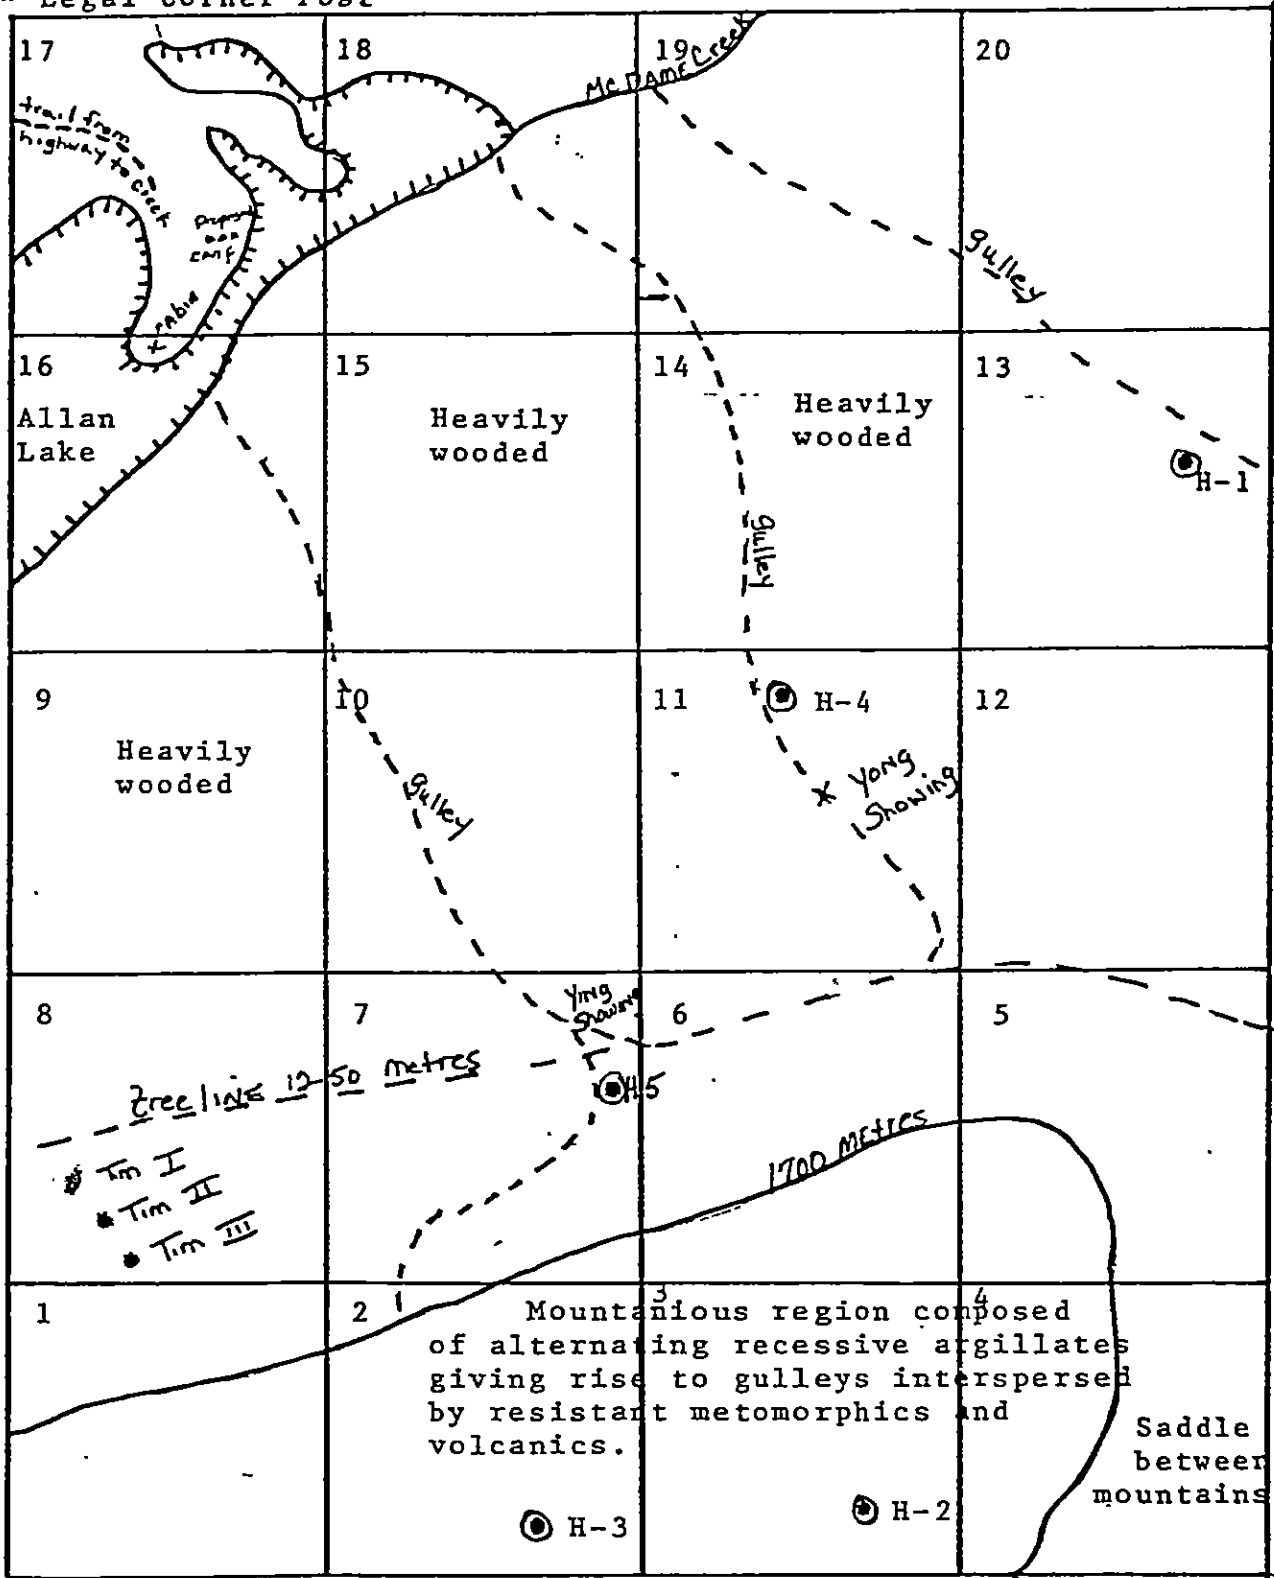 Legal Corner Post
17
18
19
20
McDAME Creek
trail from
highway to creek
CAMP
CABIN
gulley
16
15
14
13
Allan
Lake
Heavily
wooded
Heavily
wooded
H-1
gulley
9
10
11
12
H-4
Heavily
wooded
gulley
YONG
Showing
8
7
6
5
YING
Showing
TreeLINE 1250 metres
H-5
Tim I
Tim II
Tim III
1700 METRES
1
2
3
4
Mountanious region composed
of alternating recessive argillates
giving rise to gulleys interspersed
by resistant metomorphics and
volcanics.
Saddle
between
mountains
H-3
H-2